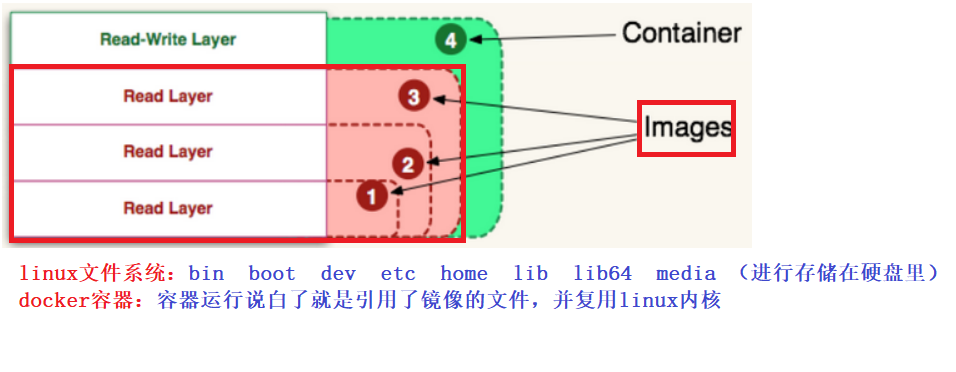 Read-Write Layer
4
Container
Read Layer
3
Images
Read Layer
2
Read Layer
1
linux文件系统：bin boot dev etc home lib lib64 media （进行存储在硬盘里）
docker容器：容器运行说白了就是引用了镜像的文件，并复用linux内核